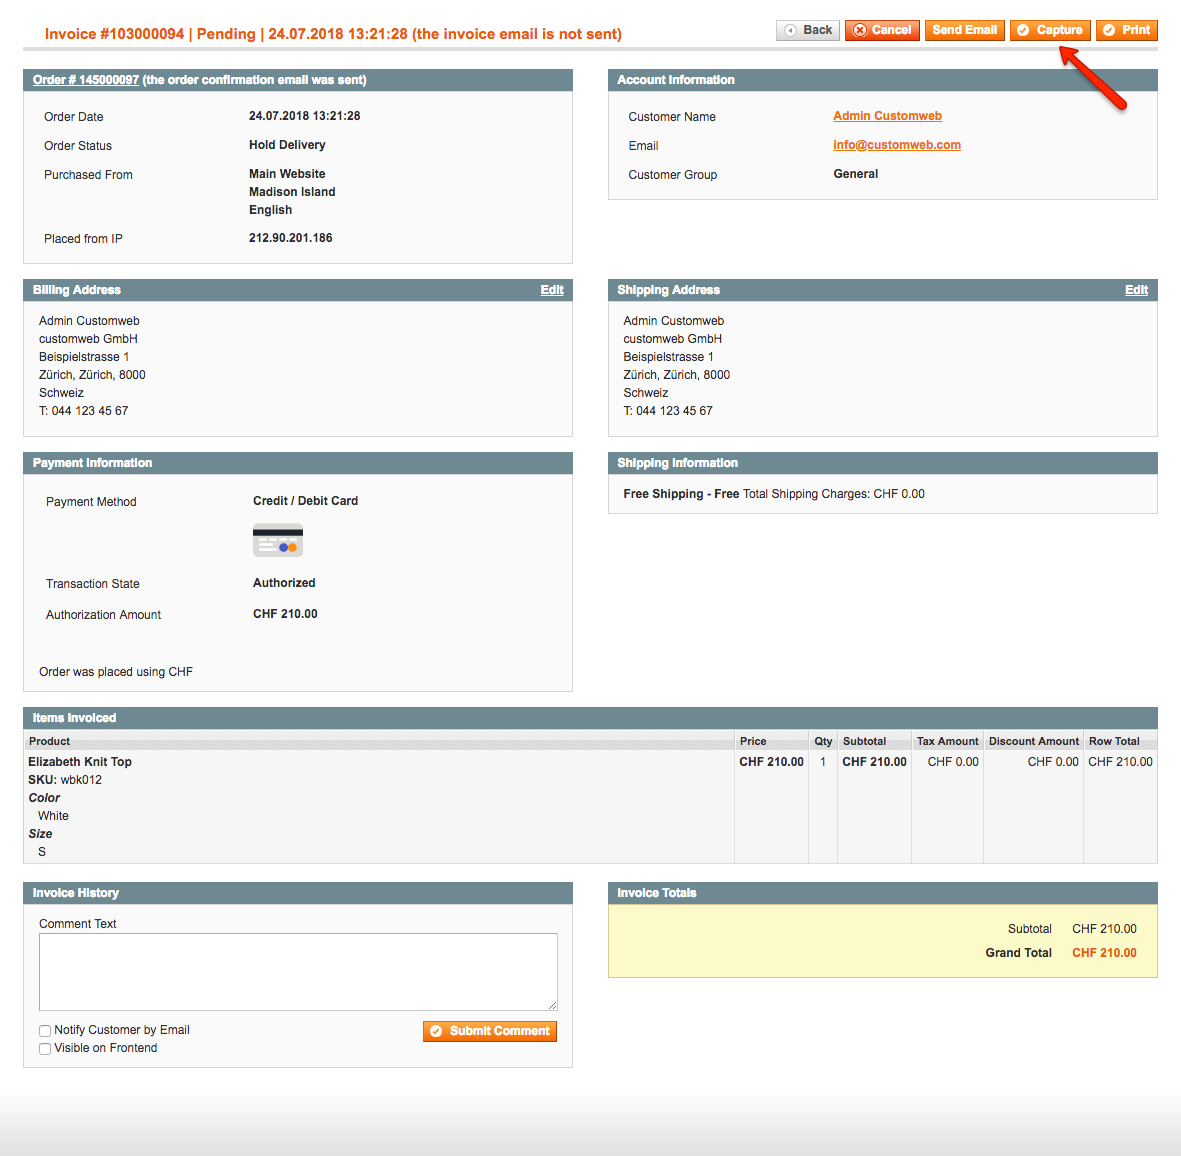 Invoice #103000094 | Pending | 24.07.2018 13:21:28 (the invoice email is not sent)
Back
Cancel
Send Email
Capture
Print
Order # 145000097 (the order confirmation email was sent)
Order Date 24.07.2018 13:21:28
Order Status Hold Delivery
Purchased From Main Website
Madison Island
English
Placed from IP 212.90.201.186
Account Information
Customer Name Admin Customweb
Email info@customweb.com
Customer Group General
Billing Address Edit
Admin Customweb
customweb GmbH
Beispielstrasse 1
Zürich, Zürich, 8000
Schweiz
T: 044 123 45 67
Shipping Address Edit
Admin Customweb
customweb GmbH
Beispielstrasse 1
Zürich, Zürich, 8000
Schweiz
T: 044 123 45 67
Payment Information
Payment Method Credit / Debit Card
Transaction State Authorized
Authorization Amount CHF 210.00
Order was placed using CHF
Shipping Information
Free Shipping - Free Total Shipping Charges: CHF 0.00
Items Invoiced
Product Price Qty Subtotal Tax Amount Discount Amount Row Total
Elizabeth Knit Top CHF 210.00 1 CHF 210.00 CHF 0.00 CHF 0.00 CHF 210.00
SKU: wbk012
Color
White
Size
S
Invoice History
Comment Text
Notify Customer by Email
Visible on Frontend
Submit Comment
Invoice Totals
Subtotal CHF 210.00
Grand Total CHF 210.00